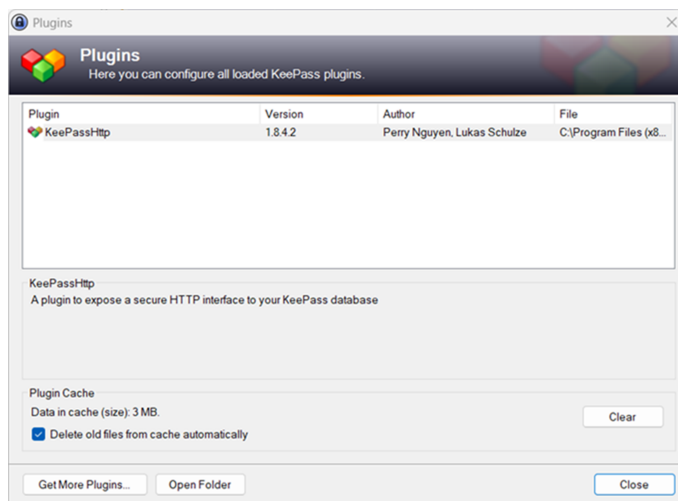 Plugins
Plugins
Here you can configure all loaded KeePass plugins.
Plugin Version Author File
KeePassHttp 1.8.4.2 Perry Nguyen, Lukas Schulze C:\Program Files (x8...
KeePassHttp
A plugin to expose a secure HTTP interface to your KeePass database
Plugin Cache
Data in cache (size): 3 MB.
Clear
Delete old files from cache automatically
Get More Plugins... Open Folder Close